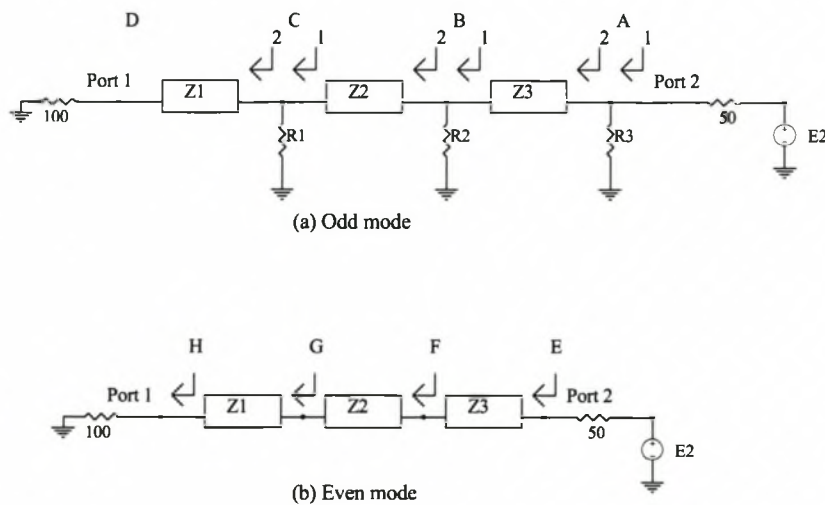 D C B A
2 1 2 1 2 1
Port 1 Z1 Z2 Z3 Port 2
100 R1 R2 R3 50 E2
(a) Odd mode
H G F E
Port 1 Z1 Z2 Z3 Port 2
100 50 E2
(b) Even mode